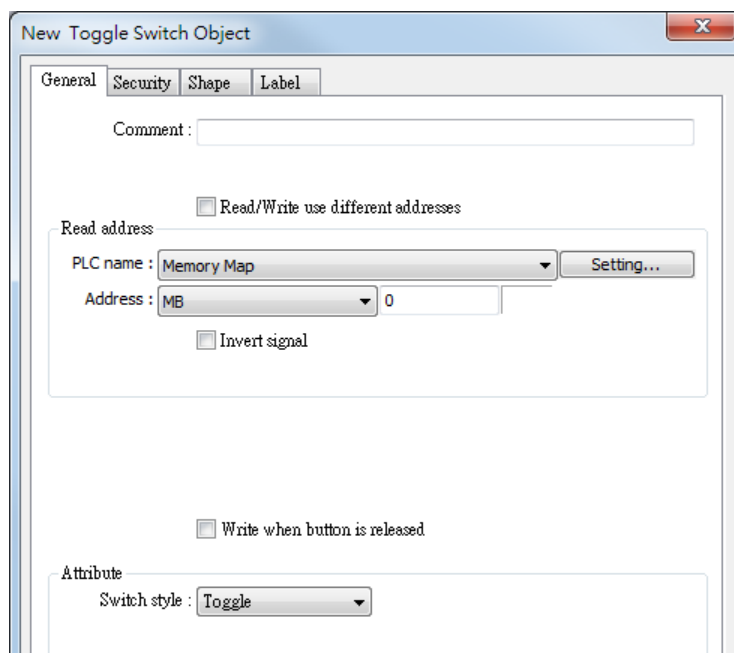 New Toggle Switch Object
General Security Shape Label
Comment :
Read/Write use different addresses
Read address
PLC name : Memory Map Setting...
Address : MB 0
Invert signal
Write when button is released
Attribute
Switch style : Toggle